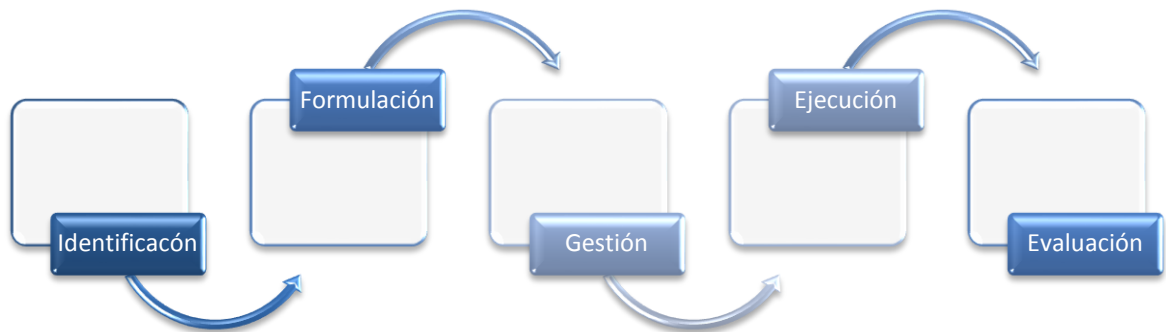 Identificacón
Formulación
Gestión
Ejecución
Evaluación